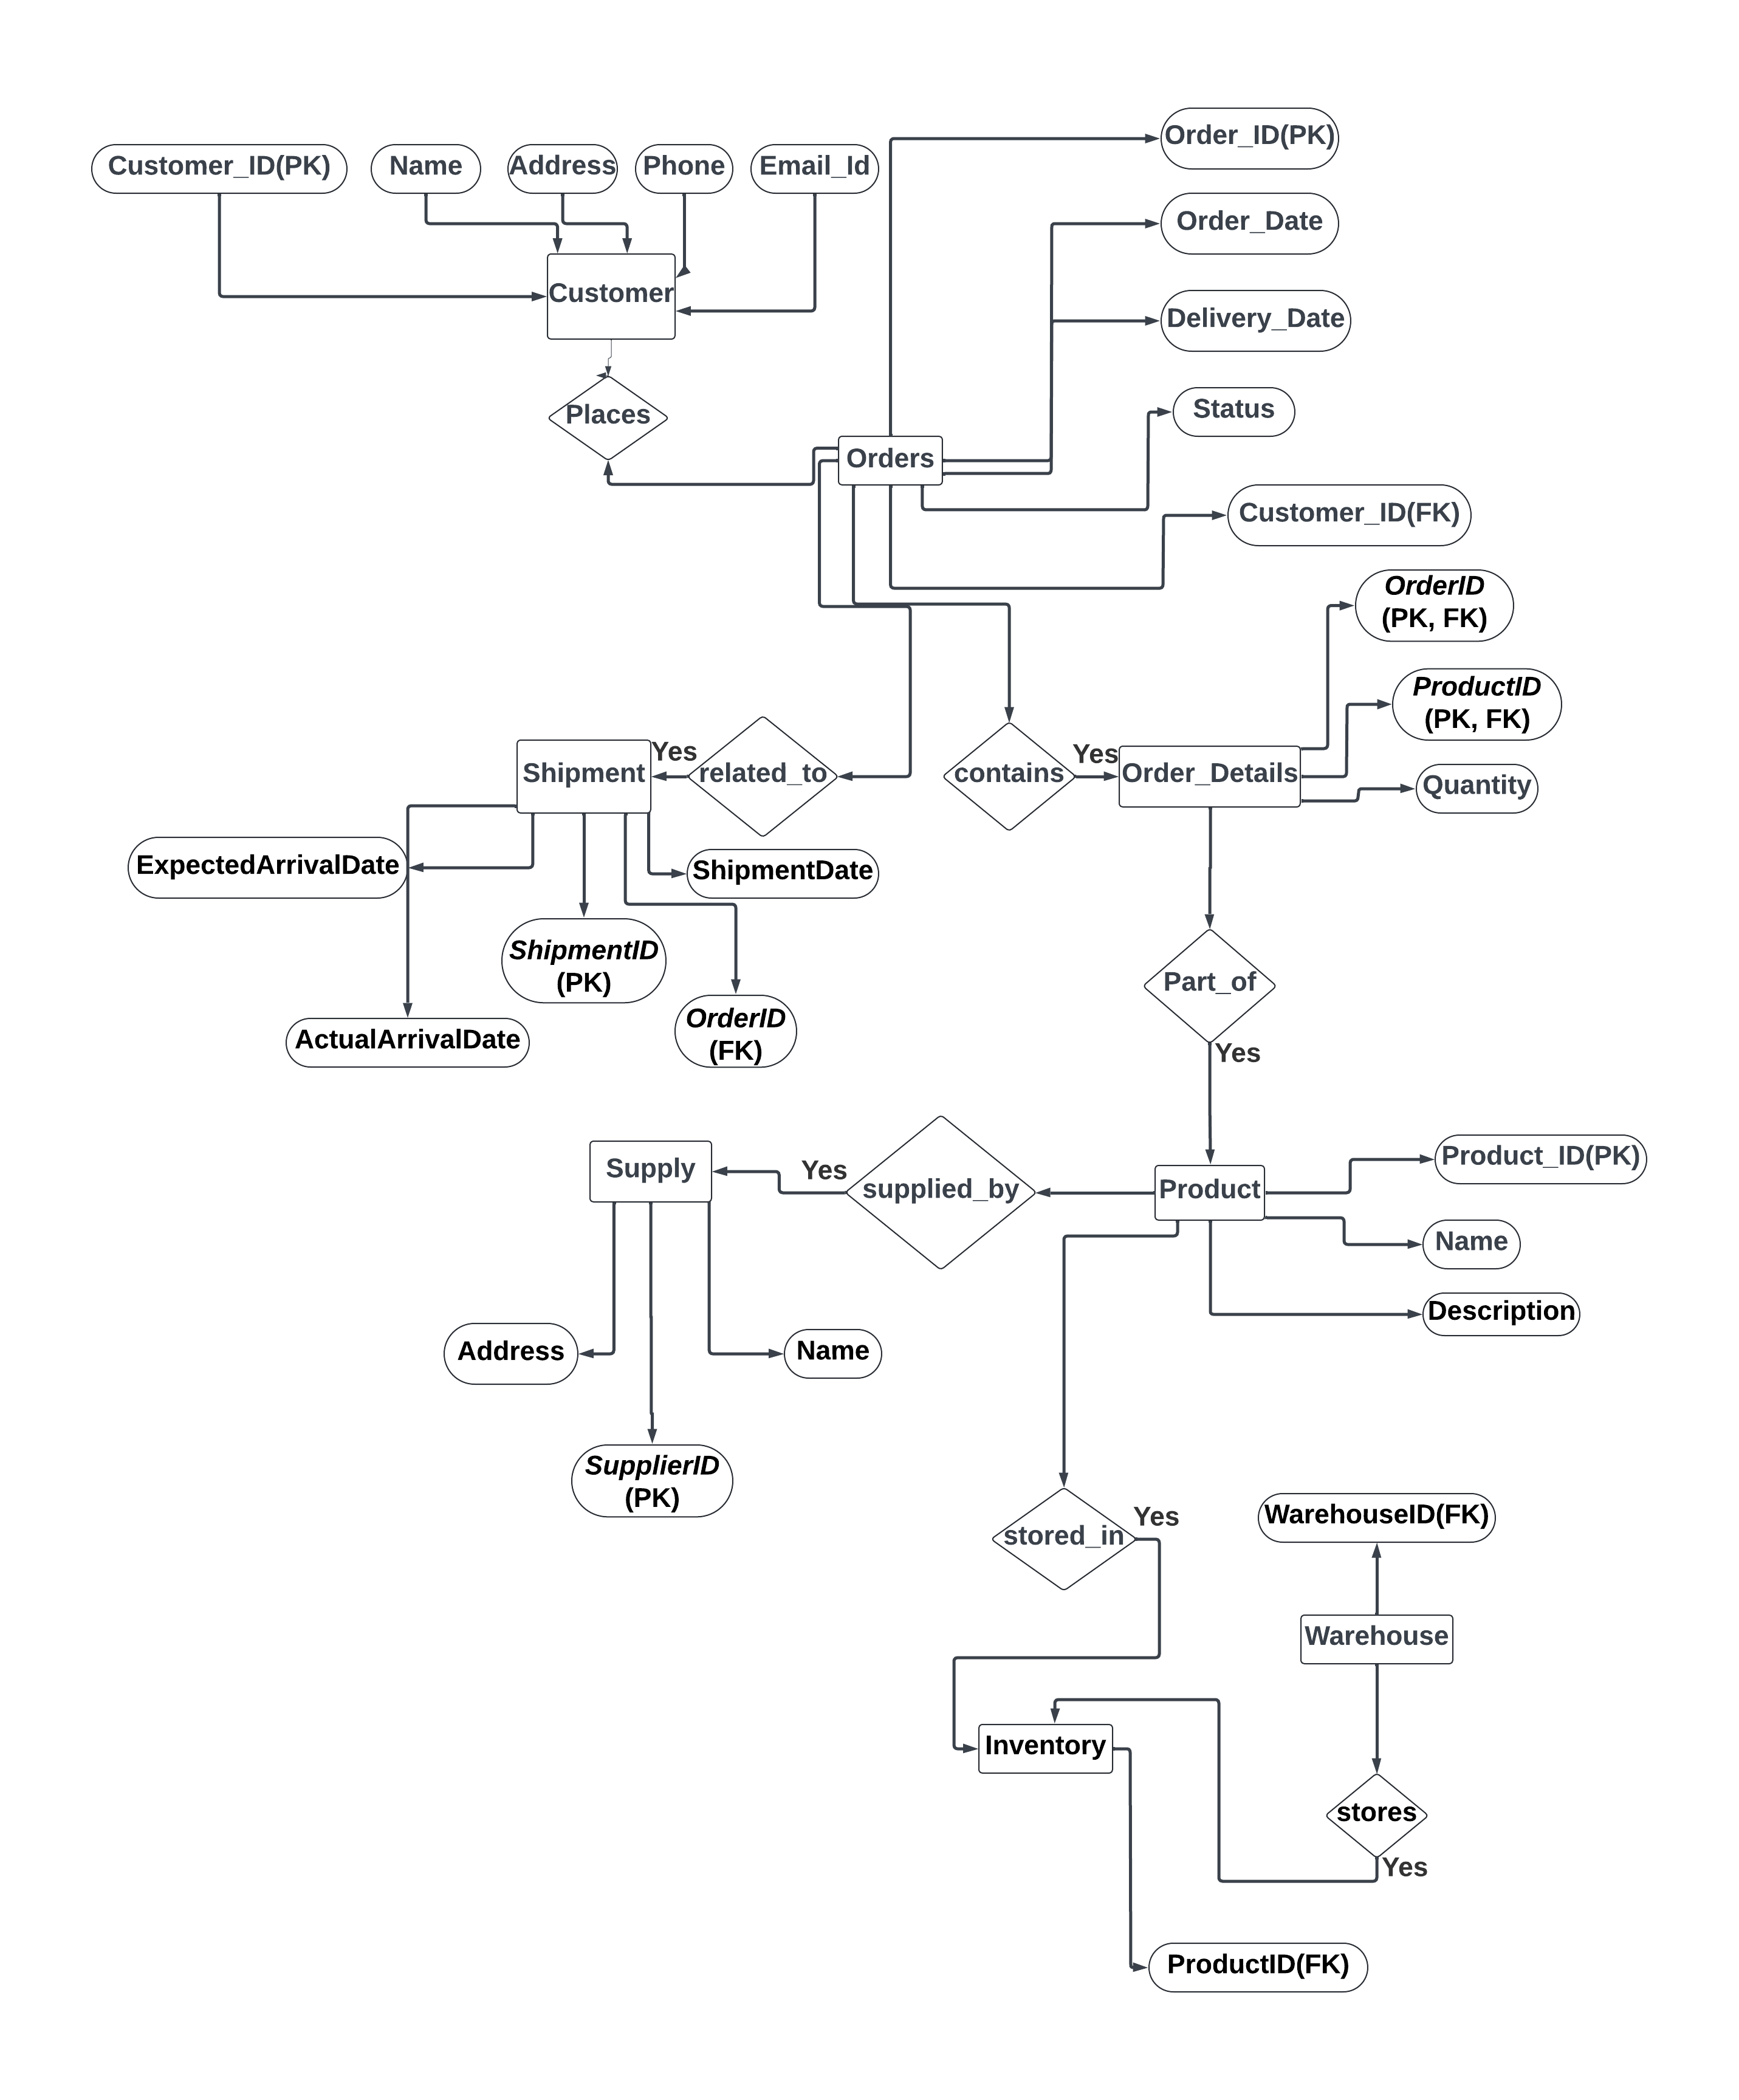 Order_ID(PK)
Customer_ID(PK)
Name
Address
Phone
Email_Id
Order_Date
Customer
Delivery_Date
Places
Status
Orders
Customer_ID(FK)
OrderID
(PK, FK)
ProductID
(PK, FK)
Shipment
Yes
related_to
contains
Yes
Order_Details
Quantity
ExpectedArrivalDate
ShipmentDate
ShipmentID
(PK)
OrderID
(FK)
ActualArrivalDate
Part_of
Yes
Supply
Yes
supplied_by
Product
Product_ID(PK)
Name
Description
Address
Name
SupplierID
(PK)
stored_in
Yes
WarehouseID(FK)
Warehouse
Inventory
stores
Yes
ProductID(FK)